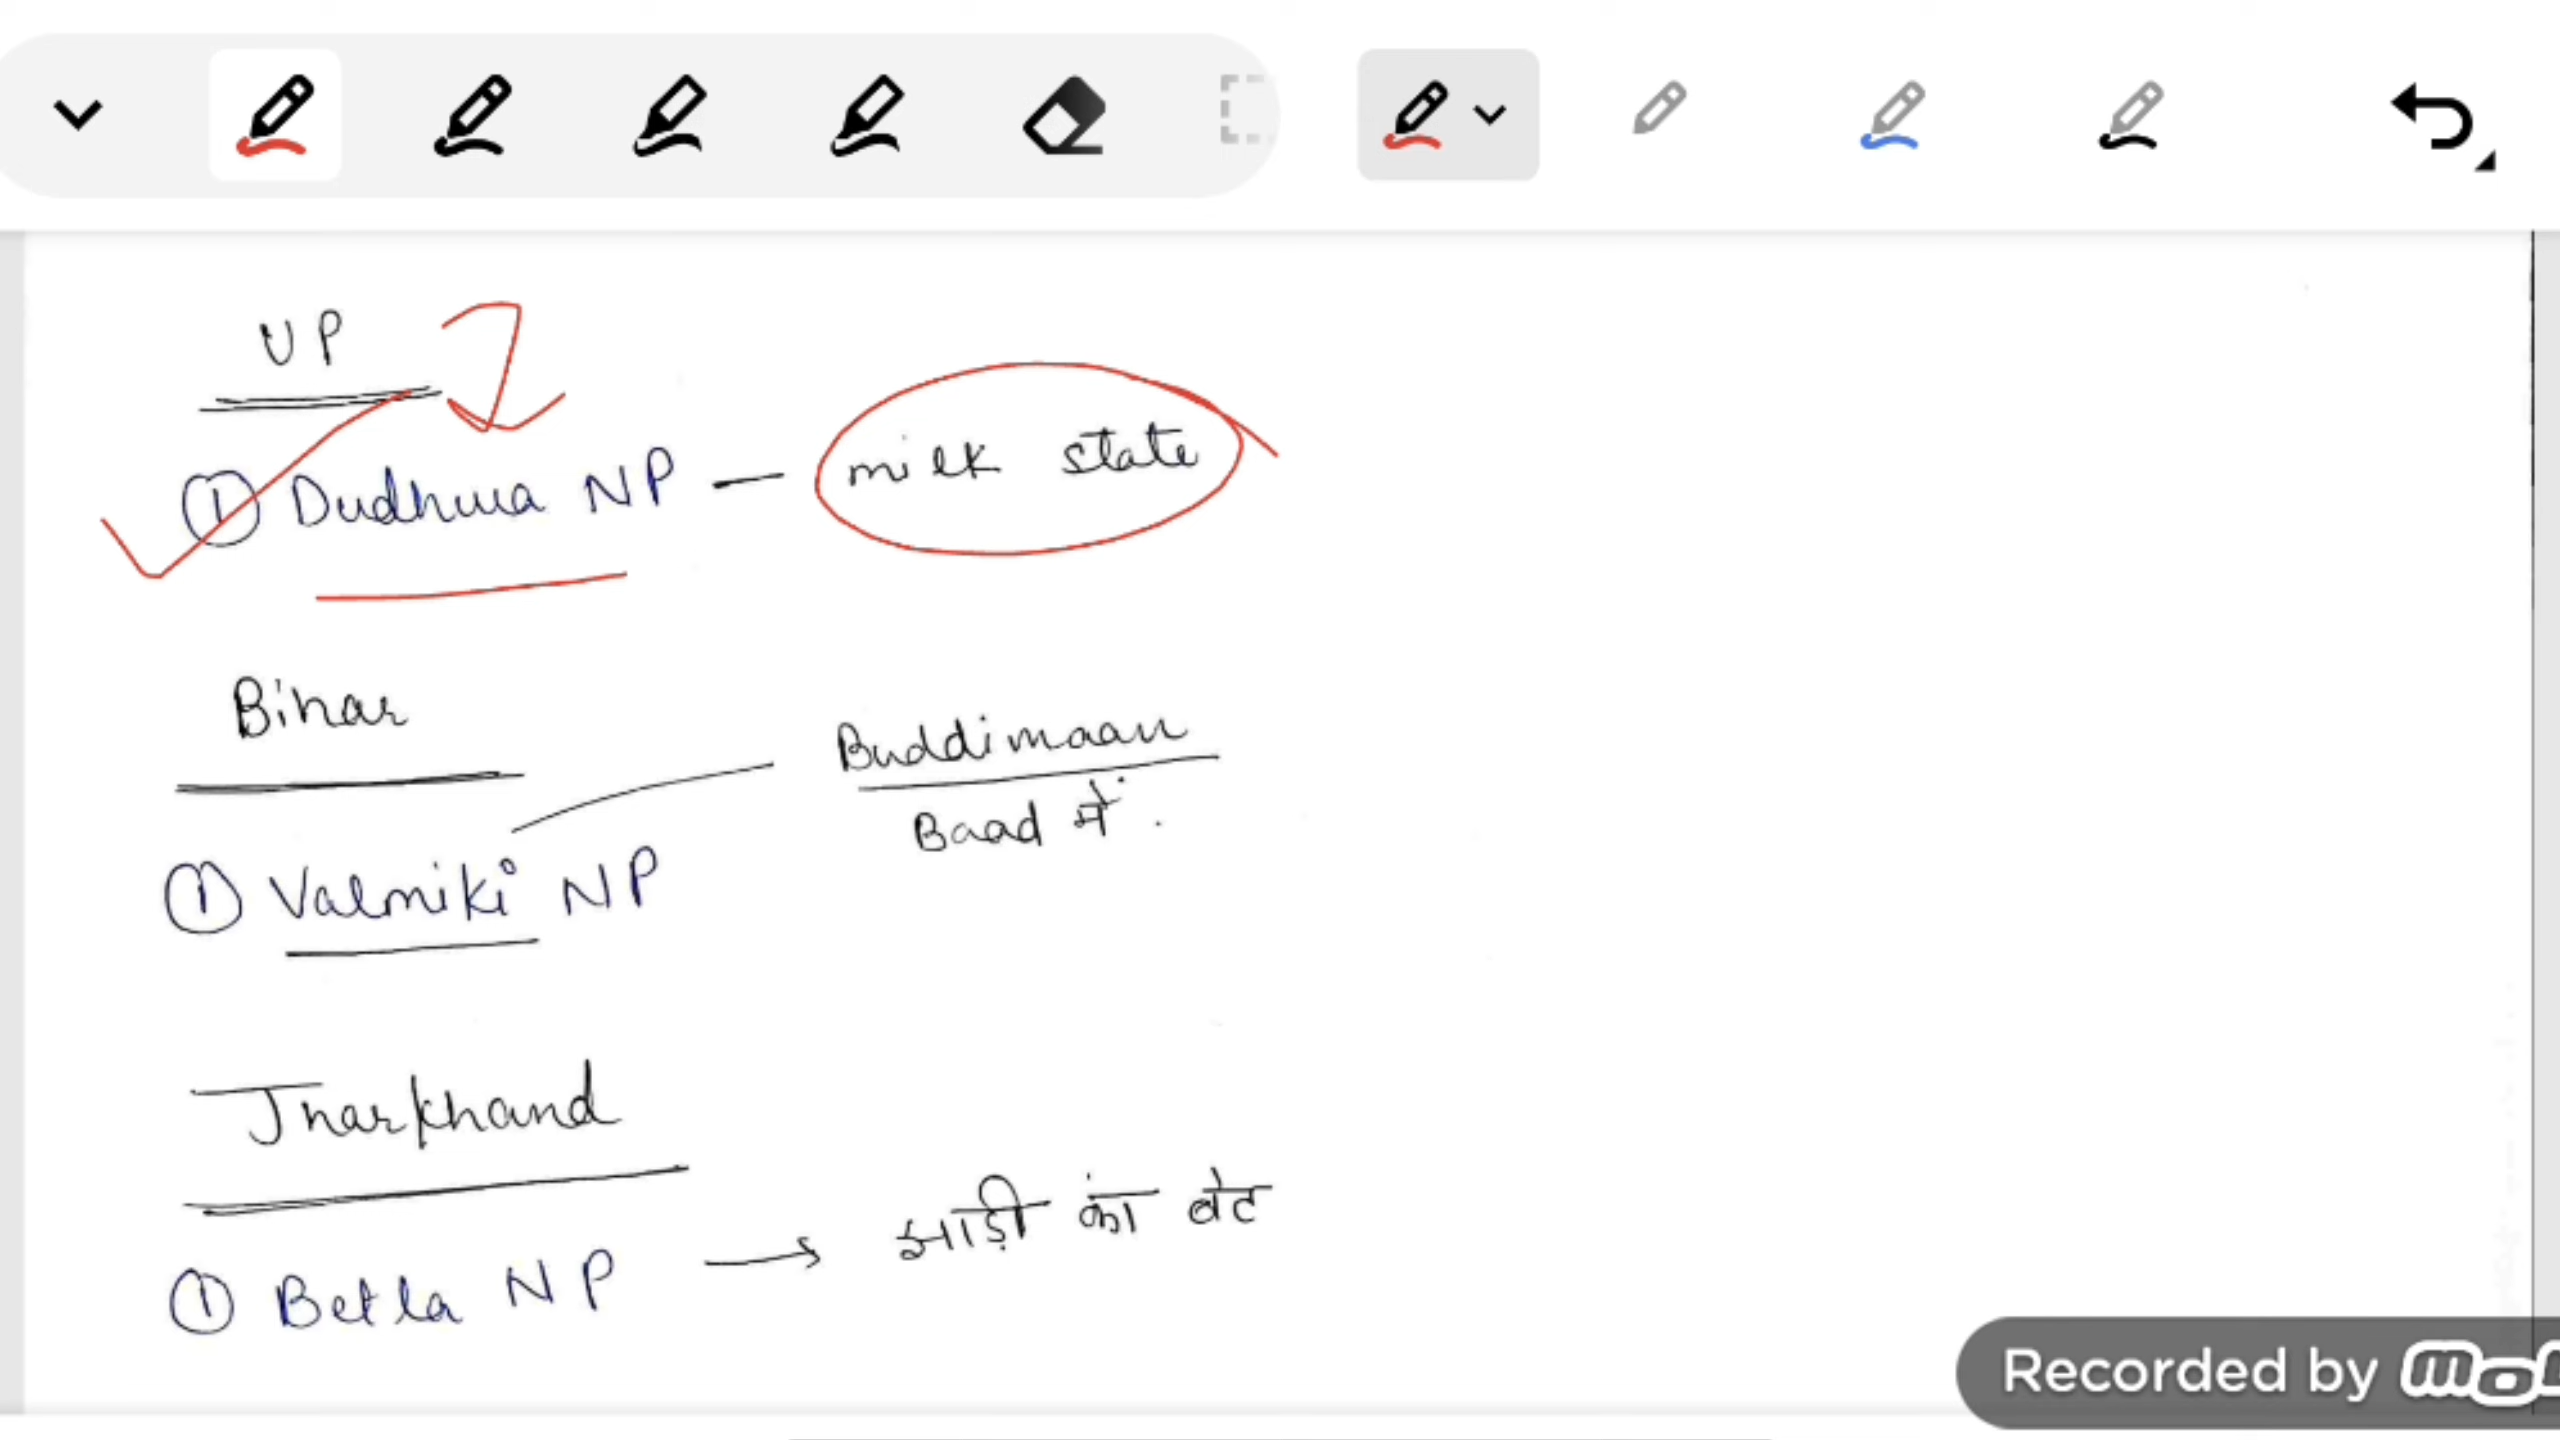 UP
① Dudhwa NP — milk state
Bihar
Buddimaan
Baad में.
① Valmiki NP
Jharkhand
① Betla NP → झाड़ी का बेट
Recorded by